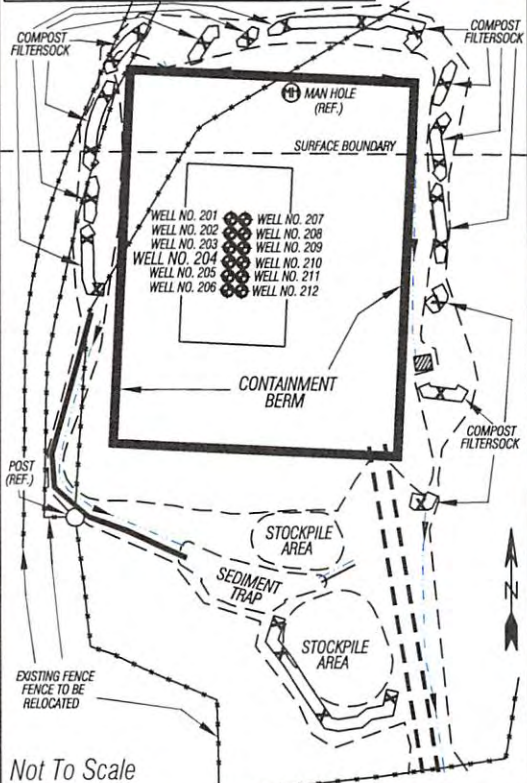 COMPOST
FILTERSOCK
COMPOST
FILTERSOCK
MH
MAN HOLE
(REF.)
SURFACE BOUNDARY
WELL NO. 201
WELL NO. 202
WELL NO. 203
WELL NO. 204
WELL NO. 205
WELL NO. 206
WELL NO. 207
WELL NO. 208
WELL NO. 209
WELL NO. 210
WELL NO. 211
WELL NO. 212
CONTAINMENT
BERM
COMPOST
FILTERSOCK
POST
(REF.)
STOCKPILE
AREA
SEDIMENT
TRAP
STOCKPILE
AREA
N
EXISTING FENCE
FENCE TO BE
RELOCATED
Not To Scale